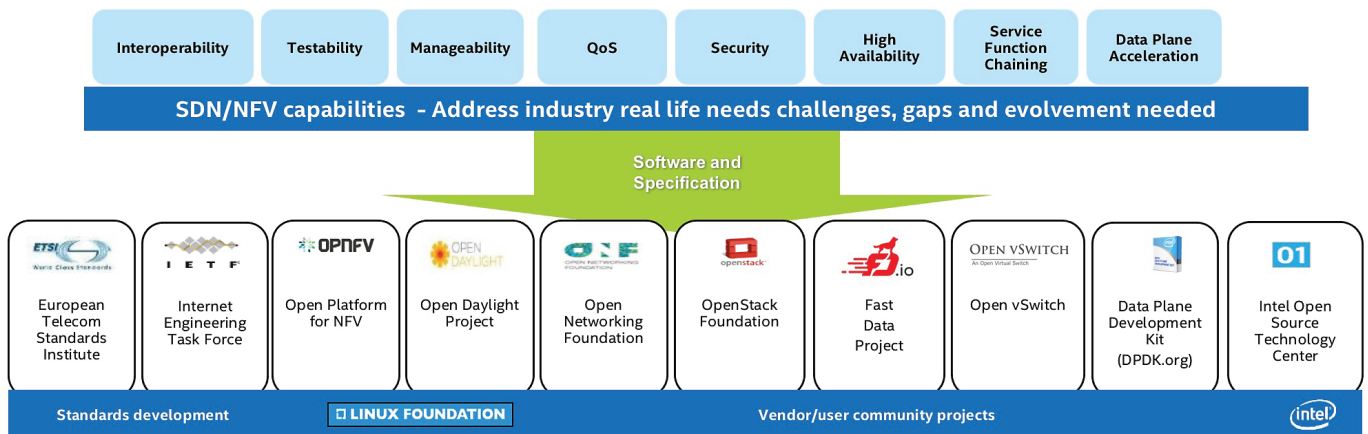 Interoperability
Testability
Manageability
QoS
Security
High
Availability
Service
Function
Chaining
Data Plane
Acceleration
SDN/NFV capabilities - Address industry real life needs challenges, gaps and evolvement needed
Software and
Specification
ETSI
World Class Standards
European
Telecom
Standards
Institute
IETF
Internet
Engineering
Task Force
OPNFV
Open Platform
for NFV
OPEN
DAYLIGHT
Open Daylight
Project
ONF
OPEN NETWORKING
FOUNDATION
Open
Networking
Foundation
openstack
OpenStack
Foundation
FD.io
Fast
Data
Project
OPEN VSWITCH
An Open Virtual Switch
Open vSwitch
Data Plane
Development
Kit
(DPDK.org)
01
Intel Open
Source
Technology
Center
Standards development
LINUX FOUNDATION
Vendor/user community projects
intel